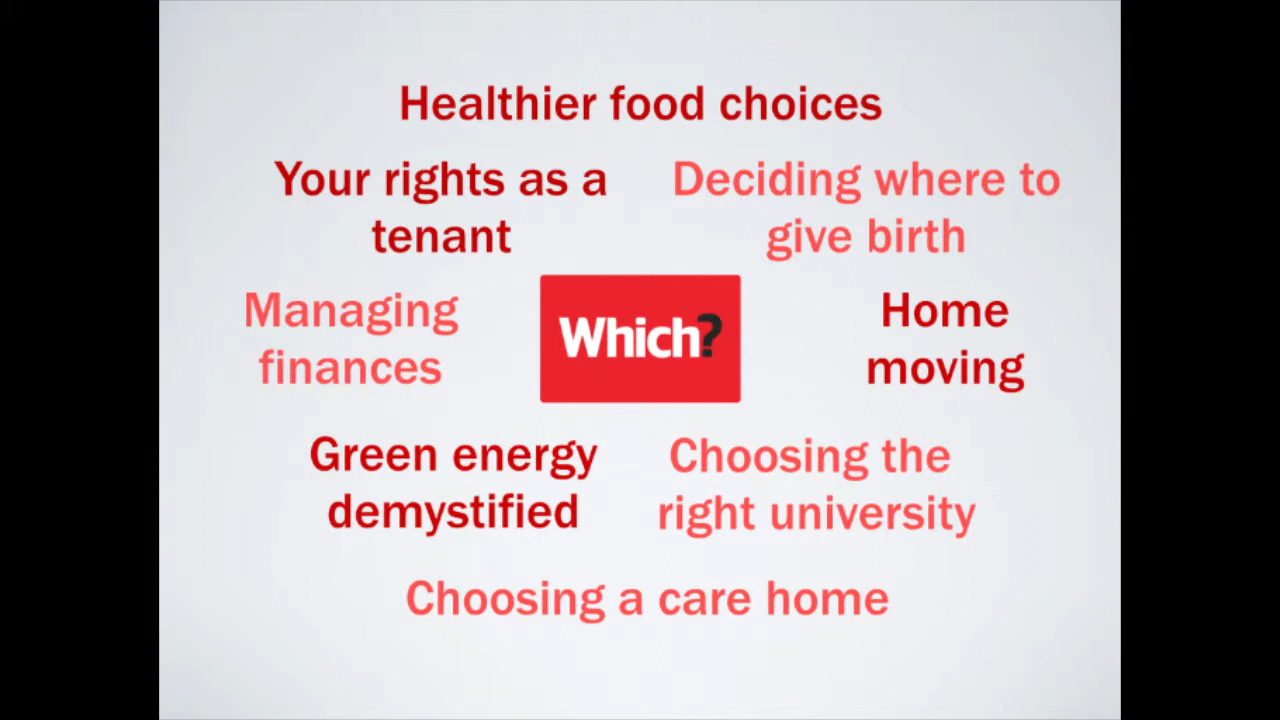 Healthier food choices
Your rights as a
tenant
Deciding where to
give birth
Managing
finances
Which?
Home
moving
Green energy
demystified
Choosing the
right university
Choosing a care home